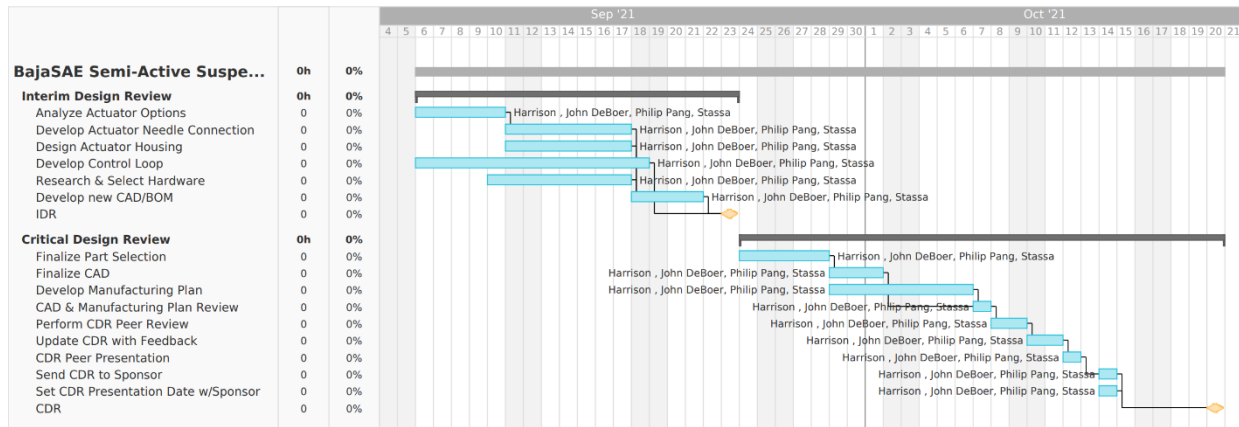 Sep '21 Oct '21
4 5 6 7 8 9 10 11 12 13 14 15 16 17 18 19 20 21 22 23 24 25 26 27 28 29 30 1 2 3 4 5 6 7 8 9 10 11 12 13 14 15 16 17 18 19 20 21
BajaSAE Semi-Active Suspe... 0h 0%
Interim Design Review 0h 0%
Analyze Actuator Options 0 0% Harrison , John DeBoer, Philip Pang, Stassa
Develop Actuator Needle Connection 0 0% Harrison , John DeBoer, Philip Pang, Stassa
Design Actuator Housing 0 0% Harrison , John DeBoer, Philip Pang, Stassa
Develop Control Loop 0 0% Harrison , John DeBoer, Philip Pang, Stassa
Research & Select Hardware 0 0% Harrison , John DeBoer, Philip Pang, Stassa
Develop new CAD/BOM 0 0% Harrison , John DeBoer, Philip Pang, Stassa
IDR 0 0%
Critical Design Review 0h 0%
Finalize Part Selection 0 0% Harrison , John DeBoer, Philip Pang, Stassa
Finalize CAD 0 0% Harrison , John DeBoer, Philip Pang, Stassa
Develop Manufacturing Plan 0 0% Harrison , John DeBoer, Philip Pang, Stassa
CAD & Manufacturing Plan Review 0 0% Harrison , John DeBoer, Philip Pang, Stassa
Perform CDR Peer Review 0 0% Harrison , John DeBoer, Philip Pang, Stassa
Update CDR with Feedback 0 0% Harrison , John DeBoer, Philip Pang, Stassa
CDR Peer Presentation 0 0% Harrison , John DeBoer, Philip Pang, Stassa
Send CDR to Sponsor 0 0% Harrison , John DeBoer, Philip Pang, Stassa
Set CDR Presentation Date w/Sponsor 0 0% Harrison , John DeBoer, Philip Pang, Stassa
CDR 0 0%